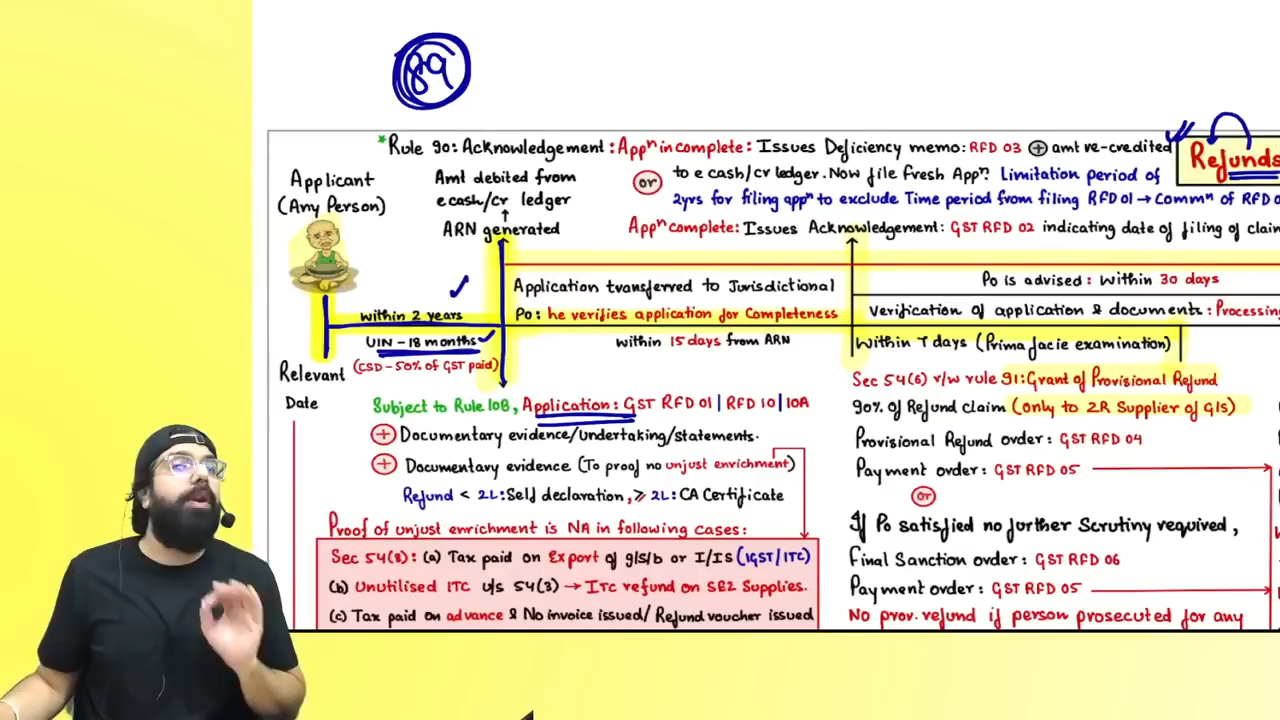 89
*Rule 90: Acknowledgement: Appⁿ incomplete: Issues Deficiency memo: RFD 03 ⊕ amt re-credited
to e cash/cr ledger. Now file Fresh Appⁿ. Limitation period of
2yrs for filing appⁿ to exclude Time period from filing RFD 01 → Commⁿ of RFD 0
(or)
Appⁿ complete: Issues Acknowledgement: GST RFD 02 indicating date of filing of claim
Refunds
Applicant
(Any Person)
Amt debited from
e cash/cr ledger
ARN generated
within 2 years
UIN - 18 months
(CSD - 50% of GST paid)
Relevant
Date
Application transferred to Jurisdictional
PO: he verifies application for Completeness
within 15 days from ARN
PO is advised: Within 30 days
Verification of application & documents: Processing
Within 7 days (Prima facie examination)
Subject to Rule 10B, Application: GST RFD 01 | RFD 10 | 10A
⊕ Documentary evidence/undertaking/statements.
⊕ Documentary evidence (To proof no unjust enrichment)
Refund < 2L: Self declaration, ≥ 2L: CA Certificate
Proof of unjust enrichment is NA in following cases:
Sec 54(8): (a) Tax paid on Export of g/s/b or I/IS (IGST/ITC)
(b) Unutilised ITC u/s 54(3) → ITC refund on SEZ Supplies.
(c) Tax paid on advance & No invoice issued/ Refund voucher issued
Sec 54(6) r/w rule 91: Grant of Provisional Refund
90% of Refund claim (only to ZR Supplier of G/S)
Provisional Refund order: GST RFD 04
Payment order: GST RFD 05
(or)
If PO satisfied no further Scrutiny required,
Final Sanction order: GST RFD 06
Payment order: GST RFD 05
No prov. refund if person prosecuted for any